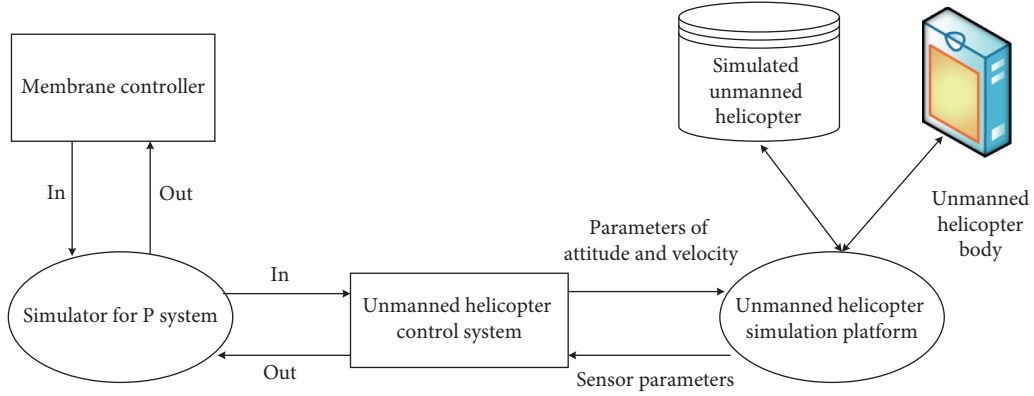 Membrane controller
In
Out
Simulator for P system
In
Out
Unmanned helicopter
control system
Parameters of
attitude and velocity
Sensor parameters
Simulated
unmanned
helicopter
Unmanned
helicopter
body
Unmanned helicopter
simulation platform